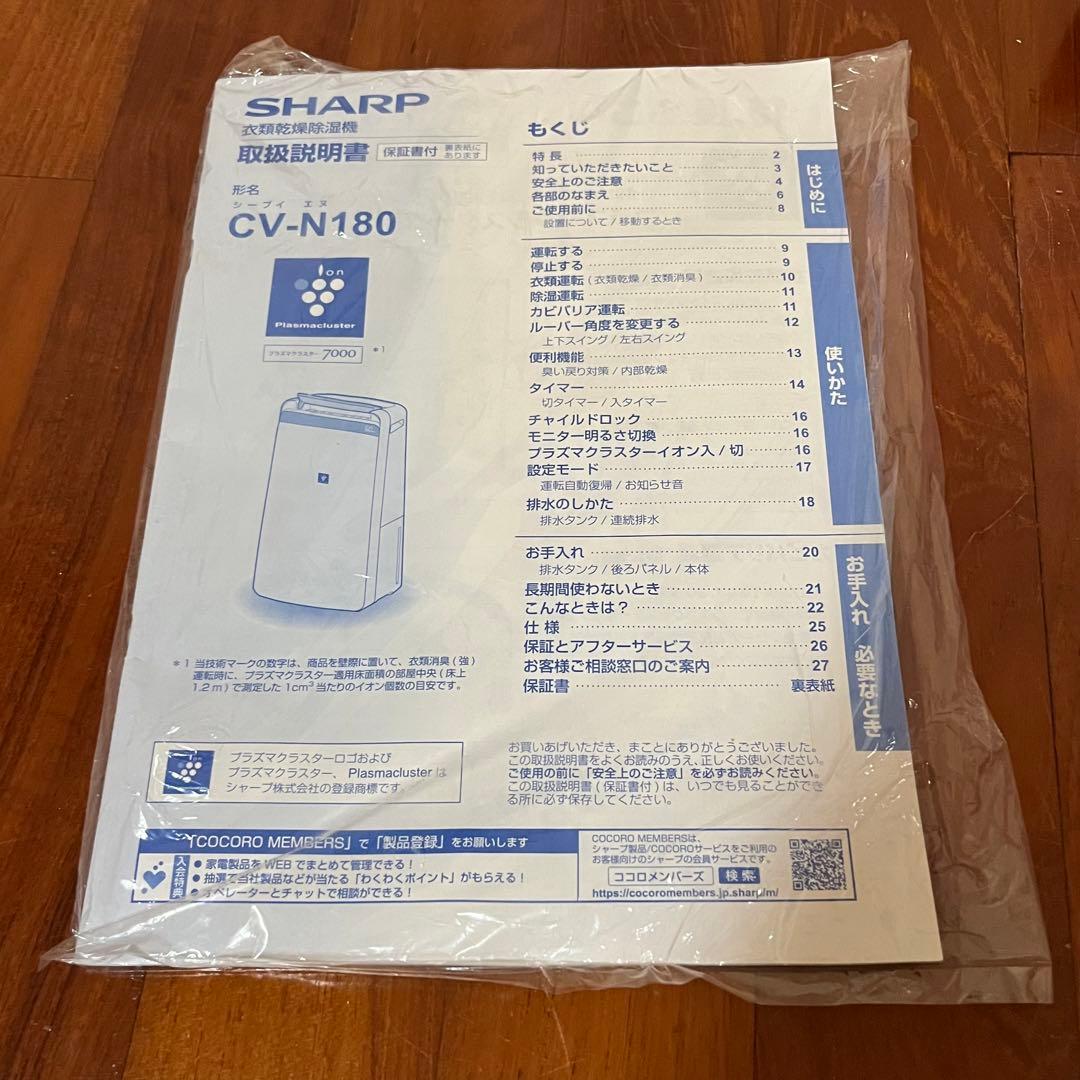 SHARP
衣類乾燥除湿機
取扱説明書 保証書付 裏表紙に
あります
形名
シーブイ エヌ
CV-N180
Ion
Plasmacluster
プラズマクラスター 7000 *1
*1 当技術マークの数字は、商品を壁際に置いて、衣類消臭(強)
運転時に、プラズマクラスター適用床面積の部屋中央(床上
1.2m)で測定した1cm³当たりのイオン個数の目安です。
プラズマクラスターロゴおよび
プラズマクラスター、Plasmaclusterは
シャープ株式会社の登録商標です。
もくじ
はじめに
特長 2
知っていただきたいこと 3
安全上のご注意 4
各部のなまえ 6
ご使用前に 8
設置について/移動するとき
使いかた
運転する 9
停止する 9
衣類運転(衣類乾燥/衣類消臭) 10
除湿運転 11
カビバリア運転 11
ルーバー角度を変更する 12
上下スイング/左右スイング
便利機能 13
臭い戻り対策/内部乾燥
タイマー 14
切タイマー/入タイマー
チャイルドロック 16
モニター明るさ切換 16
プラズマクラスターイオン入/切 16
設定モード 17
運転自動復帰/お知らせ音
排水のしかた 18
排水タンク/連続排水
お手入れ/必要なとき
お手入れ 20
排水タンク/後ろパネル/本体
長期間使わないとき 21
こんなときは? 22
仕様 25
保証とアフターサービス 26
お客様ご相談窓口のご案内 27
保証書 裏表紙
お買いあげいただき、まことにありがとうございました。
この取扱説明書をよくお読みのうえ、正しくお使いください。
ご使用の前に「安全上のご注意」を必ずお読みください。
この取扱説明書(保証書付)は、いつでも見ることができ
る所に必ず保存してください。
「COCORO MEMBERS」で「製品登録」をお願いします
入会特典
● 家電製品をWEBでまとめて管理できる!
● 抽選で当社製品などが当たる「わくわくポイント」がもらえる!
● オペレーターとチャットで相談ができる!
COCORO MEMBERSは、
シャープ製品/COCOROサービスをご利用の
お客様向けのシャープの会員サービスです。
ココロメンバーズ 検索
https://cocoromembers.jp.sharp/m/